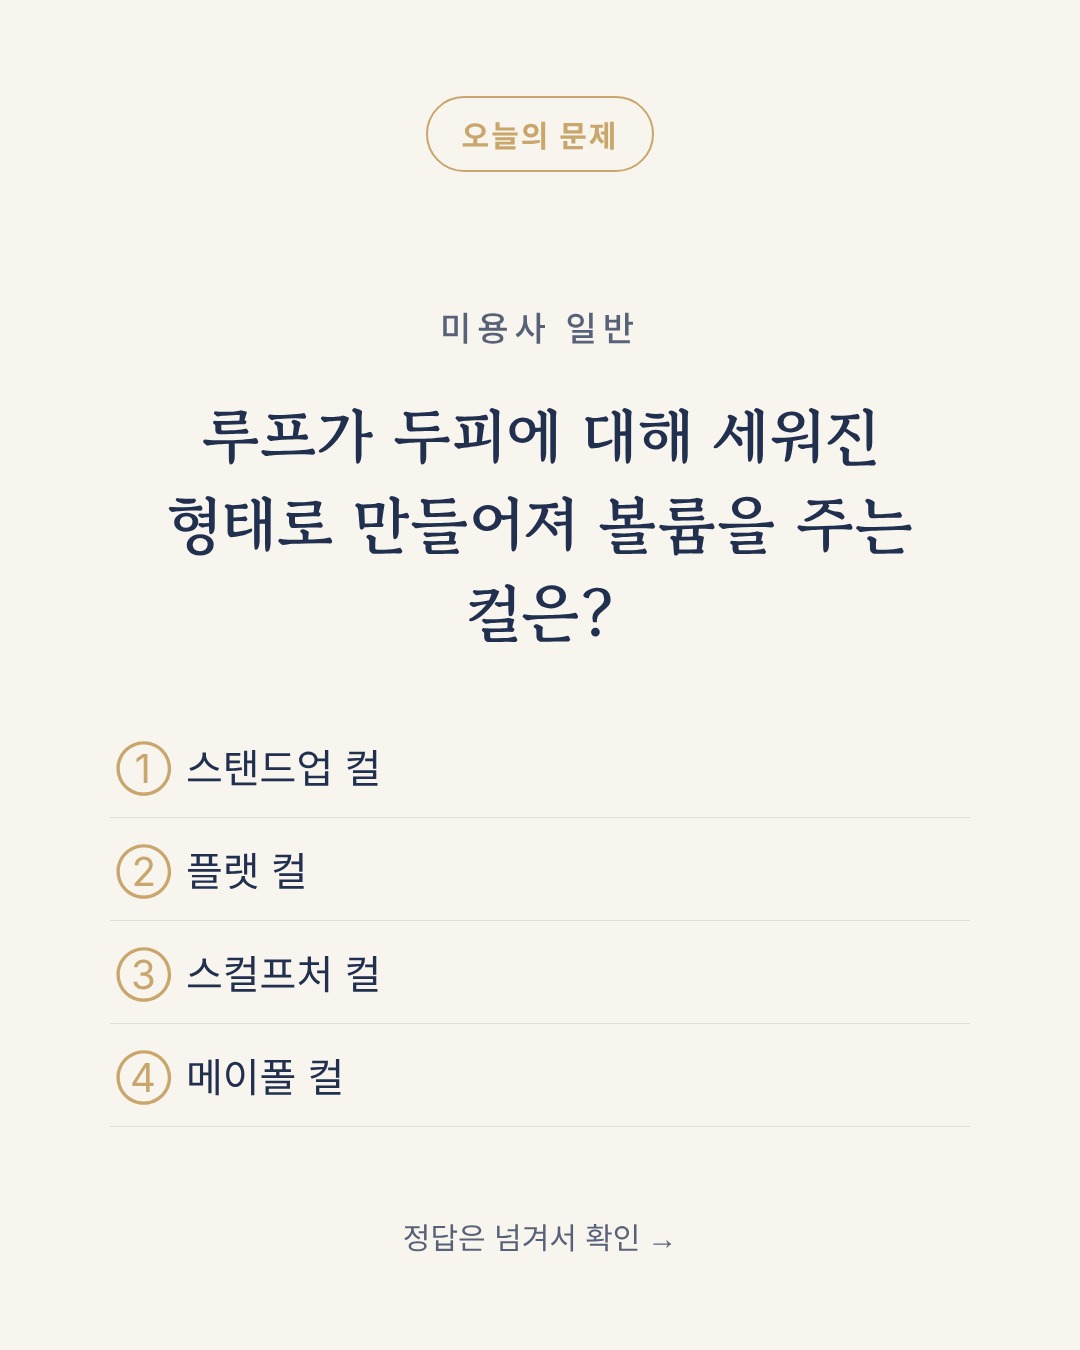 오늘의 문제
미용사 일반
루프가 두피에 대해 세워진
형태로 만들어져 볼륨을 주는
컬은?
① 스탠드업 컬
② 플랫 컬
③ 스컬프처 컬
④ 메이폴 컬
정답은 넘겨서 확인 →